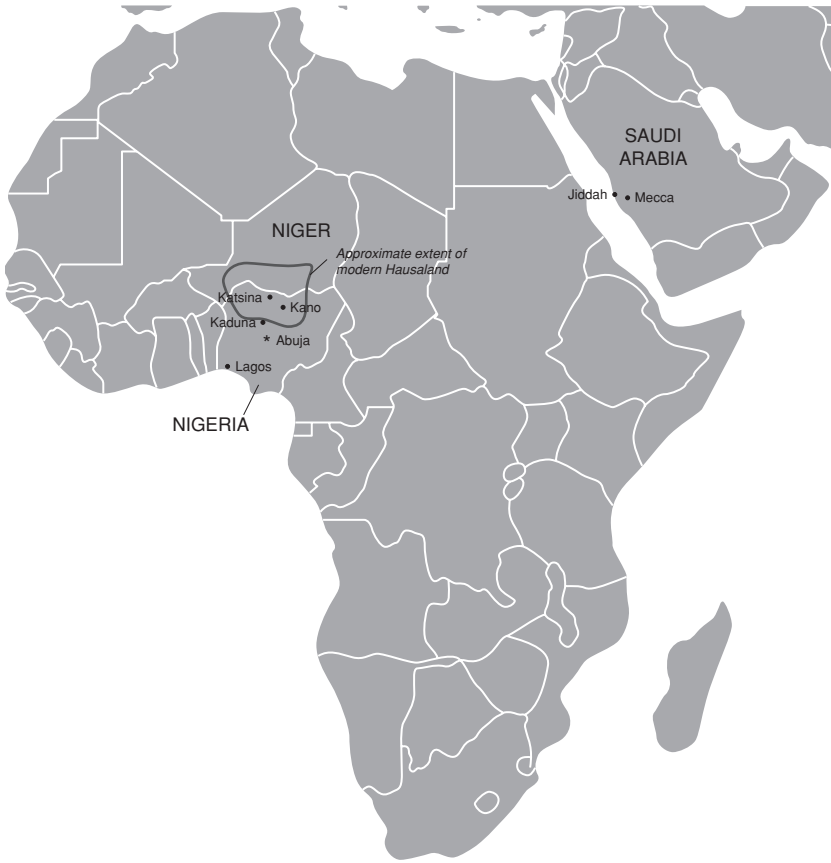 SAUDI
ARABIA
Jiddah
Mecca
NIGER
Approximate extent of
modern Hausaland
Katsina
Kano
Kaduna
* Abuja
Lagos
NIGERIA